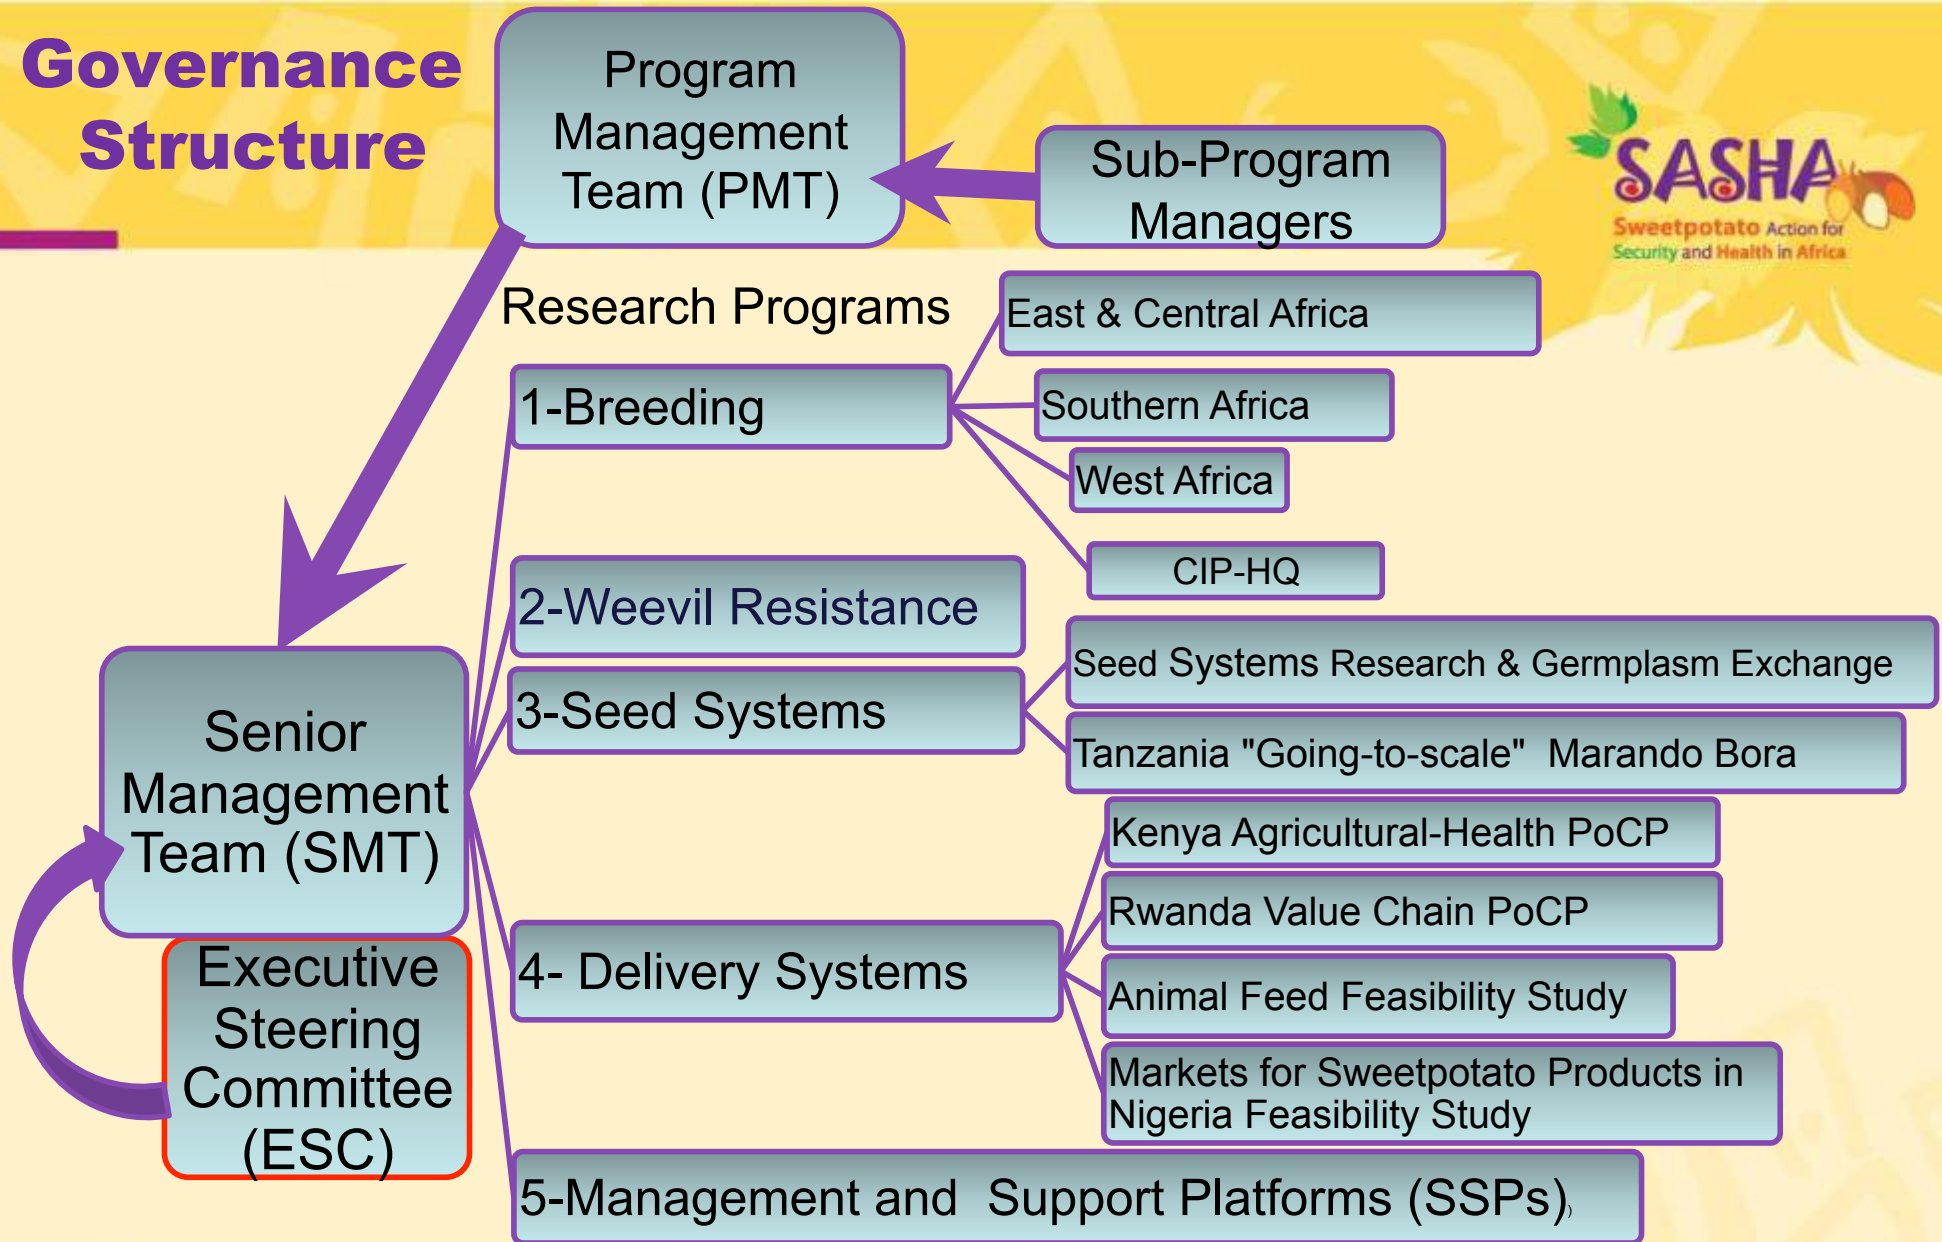 Governance
Structure
Program
Management
Team (PMT)
Sub-Program
Managers
SASHA
Sweetpotato Action for
Security and Health in Africa
Research Programs
East & Central Africa
1-Breeding
Southern Africa
West Africa
CIP-HQ
2-Weevil Resistance
3-Seed Systems
Seed Systems Research & Germplasm Exchange
Tanzania "Going-to-scale"  Marando Bora
Senior
Management
Team (SMT)
Executive
Steering
Committee
(ESC)
4- Delivery Systems
Kenya Agricultural-Health PoCP
Rwanda Value Chain PoCP
Animal Feed Feasibility Study
Markets for Sweetpotato Products in
Nigeria Feasibility Study
5-Management and  Support Platforms (SSPs))